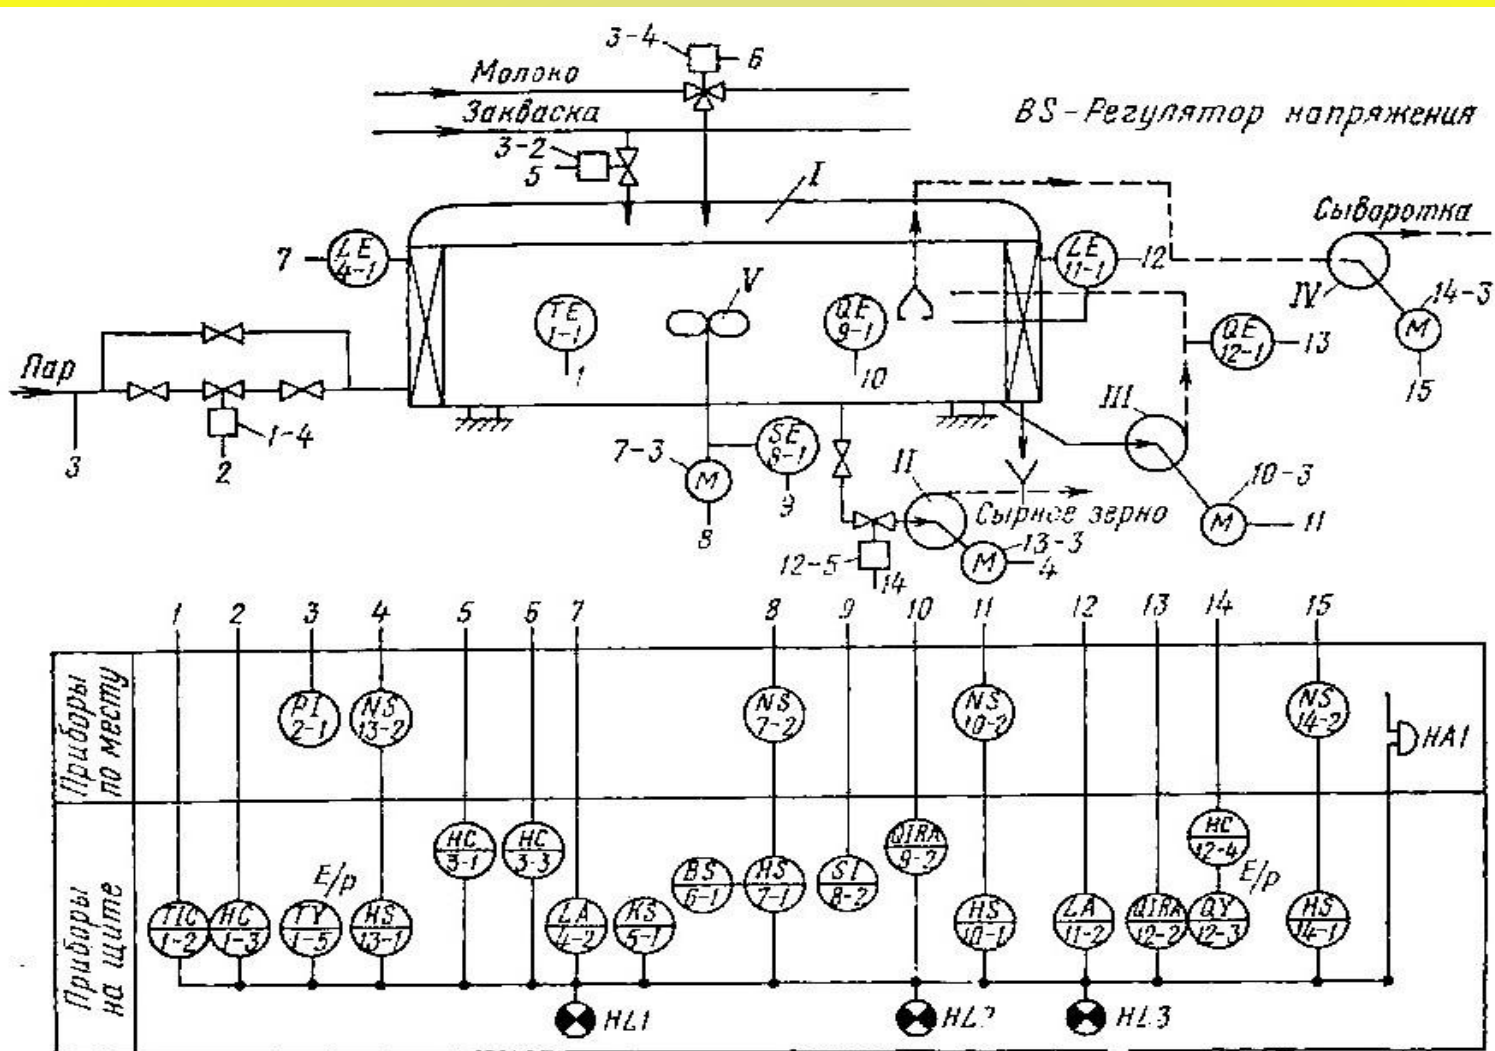 3-4
6
Молоко
Закваска
BS-Регулятор напряжения
3-2
5
I
Сыворотка
7
LE
4-1
TE
1-1
1
V
QE
9-1
10
LE
11-1
12
IV
14-3
M
15
QE
12-1
13
Пар
3
1-4
2
7-3
M
8
SE
8-1
9
12-5
14
II
Сырное зерно
13-3
M
4
III
10-3
M
11
1 2 3 4 5 6 7 8 9 10 11 12 13 14 15
Приборы по месту
PI
2-1
NS
13-2
NS
7-2
NS
10-2
NS
14-2
HA1
Приборы на щите
TIC
1-2
HC
1-3
E/p
TY
1-5
HS
13-1
HC
3-1
HC
3-3
LA
4-2
KS
5-1
BS
6-1
HS
7-1
SI
8-2
QIRA
9-2
HS
10-1
LA
11-2
QIRA
12-2
HC
12-4
E/p
QY
12-3
HS
14-1
HL1
HL2
HL3